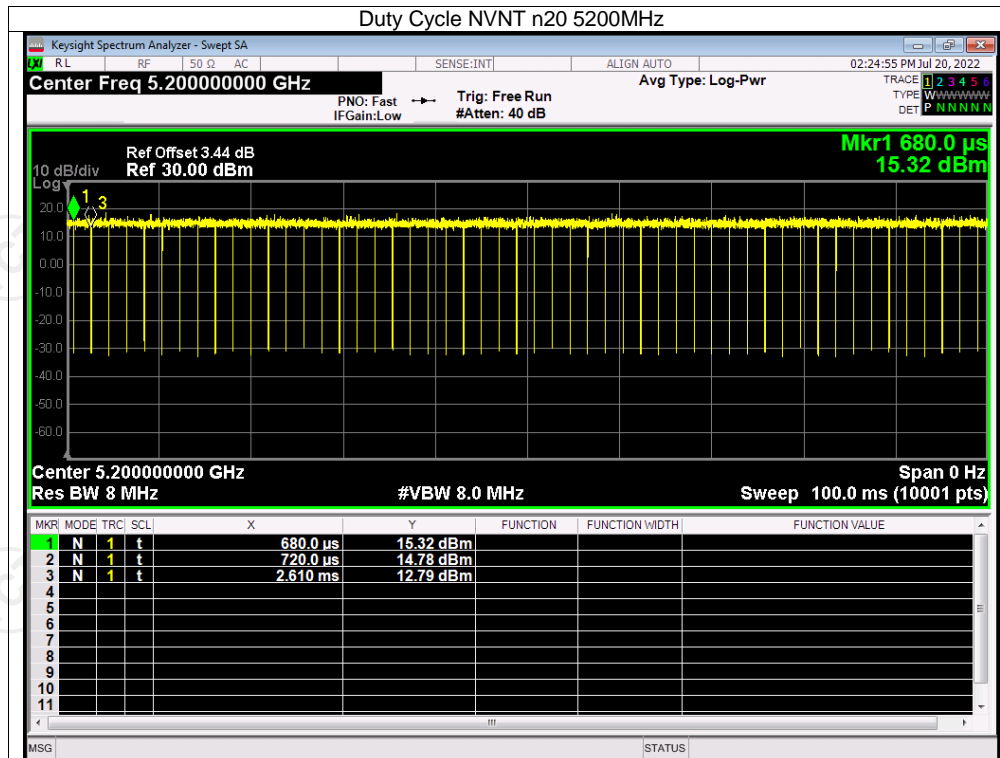 Duty Cycle NVNT n20 5200MHz
Keysight Spectrum Analyzer - Swept SA
LXI RL RF 50 Ω AC SENSE:INT ALIGN AUTO 02:24:55 PM Jul 20, 2022
Center Freq 5.200000000 GHz
PNO: Fast
IFGain:Low
Trig: Free Run
#Atten: 40 dB
Avg Type: Log-Pwr
TRACE 1 2 3 4 5 6
TYPE WWWWWW
DET P N N N N N
Mkr1 680.0 µs
15.32 dBm
Ref Offset 3.44 dB
10 dB/div Ref 30.00 dBm
Log
1
3
20.0
10.0
0.00
-10.0
-20.0
-30.0
-40.0
-50.0
-60.0
Center 5.200000000 GHz Span 0 Hz
Res BW 8 MHz #VBW 8.0 MHz Sweep 100.0 ms (10001 pts)
MKR MODE TRC SCL X Y FUNCTION FUNCTION WIDTH FUNCTION VALUE
1 N 1 t 680.0 µs 15.32 dBm
2 N 1 t 720.0 µs 14.78 dBm
3 N 1 t 2.610 ms 12.79 dBm
4
5
6
7
8
9
10
11
MSG STATUS